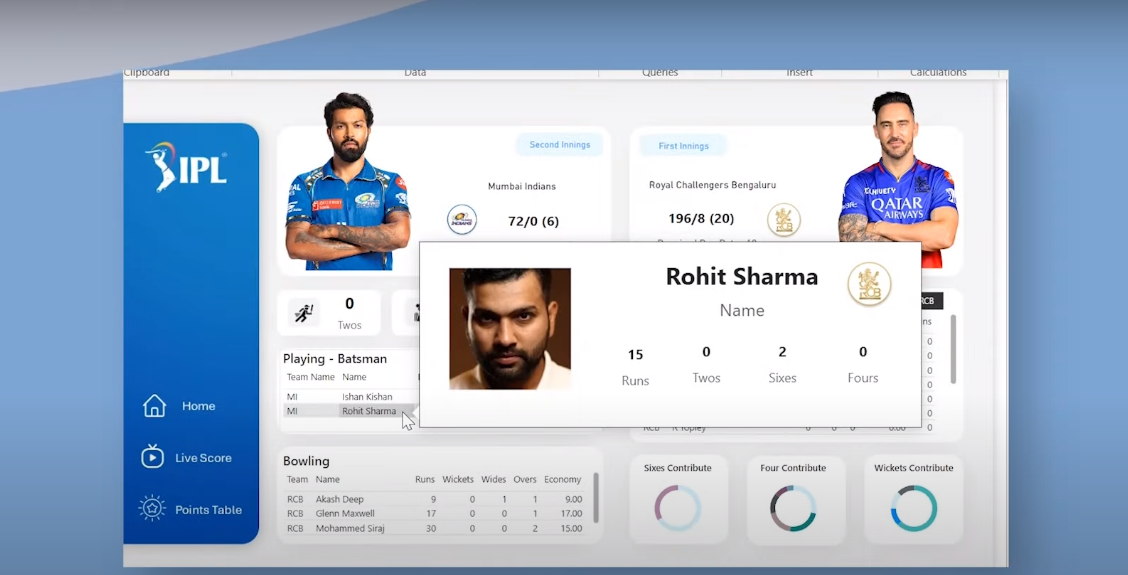 Clipboard
Data
Queries
Insert
Calculations
IPL
Second Innings
Mumbai Indians
72/0 (6)
First Innings
Royal Challengers Bengaluru
196/8 (20)
QATAR
AIRWAYS
Rohit Sharma
Name
15
Runs
0
Twos
2
Sixes
0
Fours
RCB
0
Twos
Playing - Batsman
Team Name Name
MI Ishan Kishan
MI Rohit Sharma
0
0
0
0
0
0
0
RCB R Topley 0 0 0 0.00 0
Home
Live Score
Points Table
Bowling
Team Name Runs Wickets Wides Overs Economy
RCB Akash Deep 9 0 1 1 9.00
RCB Glenn Maxwell 17 0 0 1 17.00
RCB Mohammed Siraj 30 0 0 2 15.00
Sixes Contribute
Four Contribute
Wickets Contribute